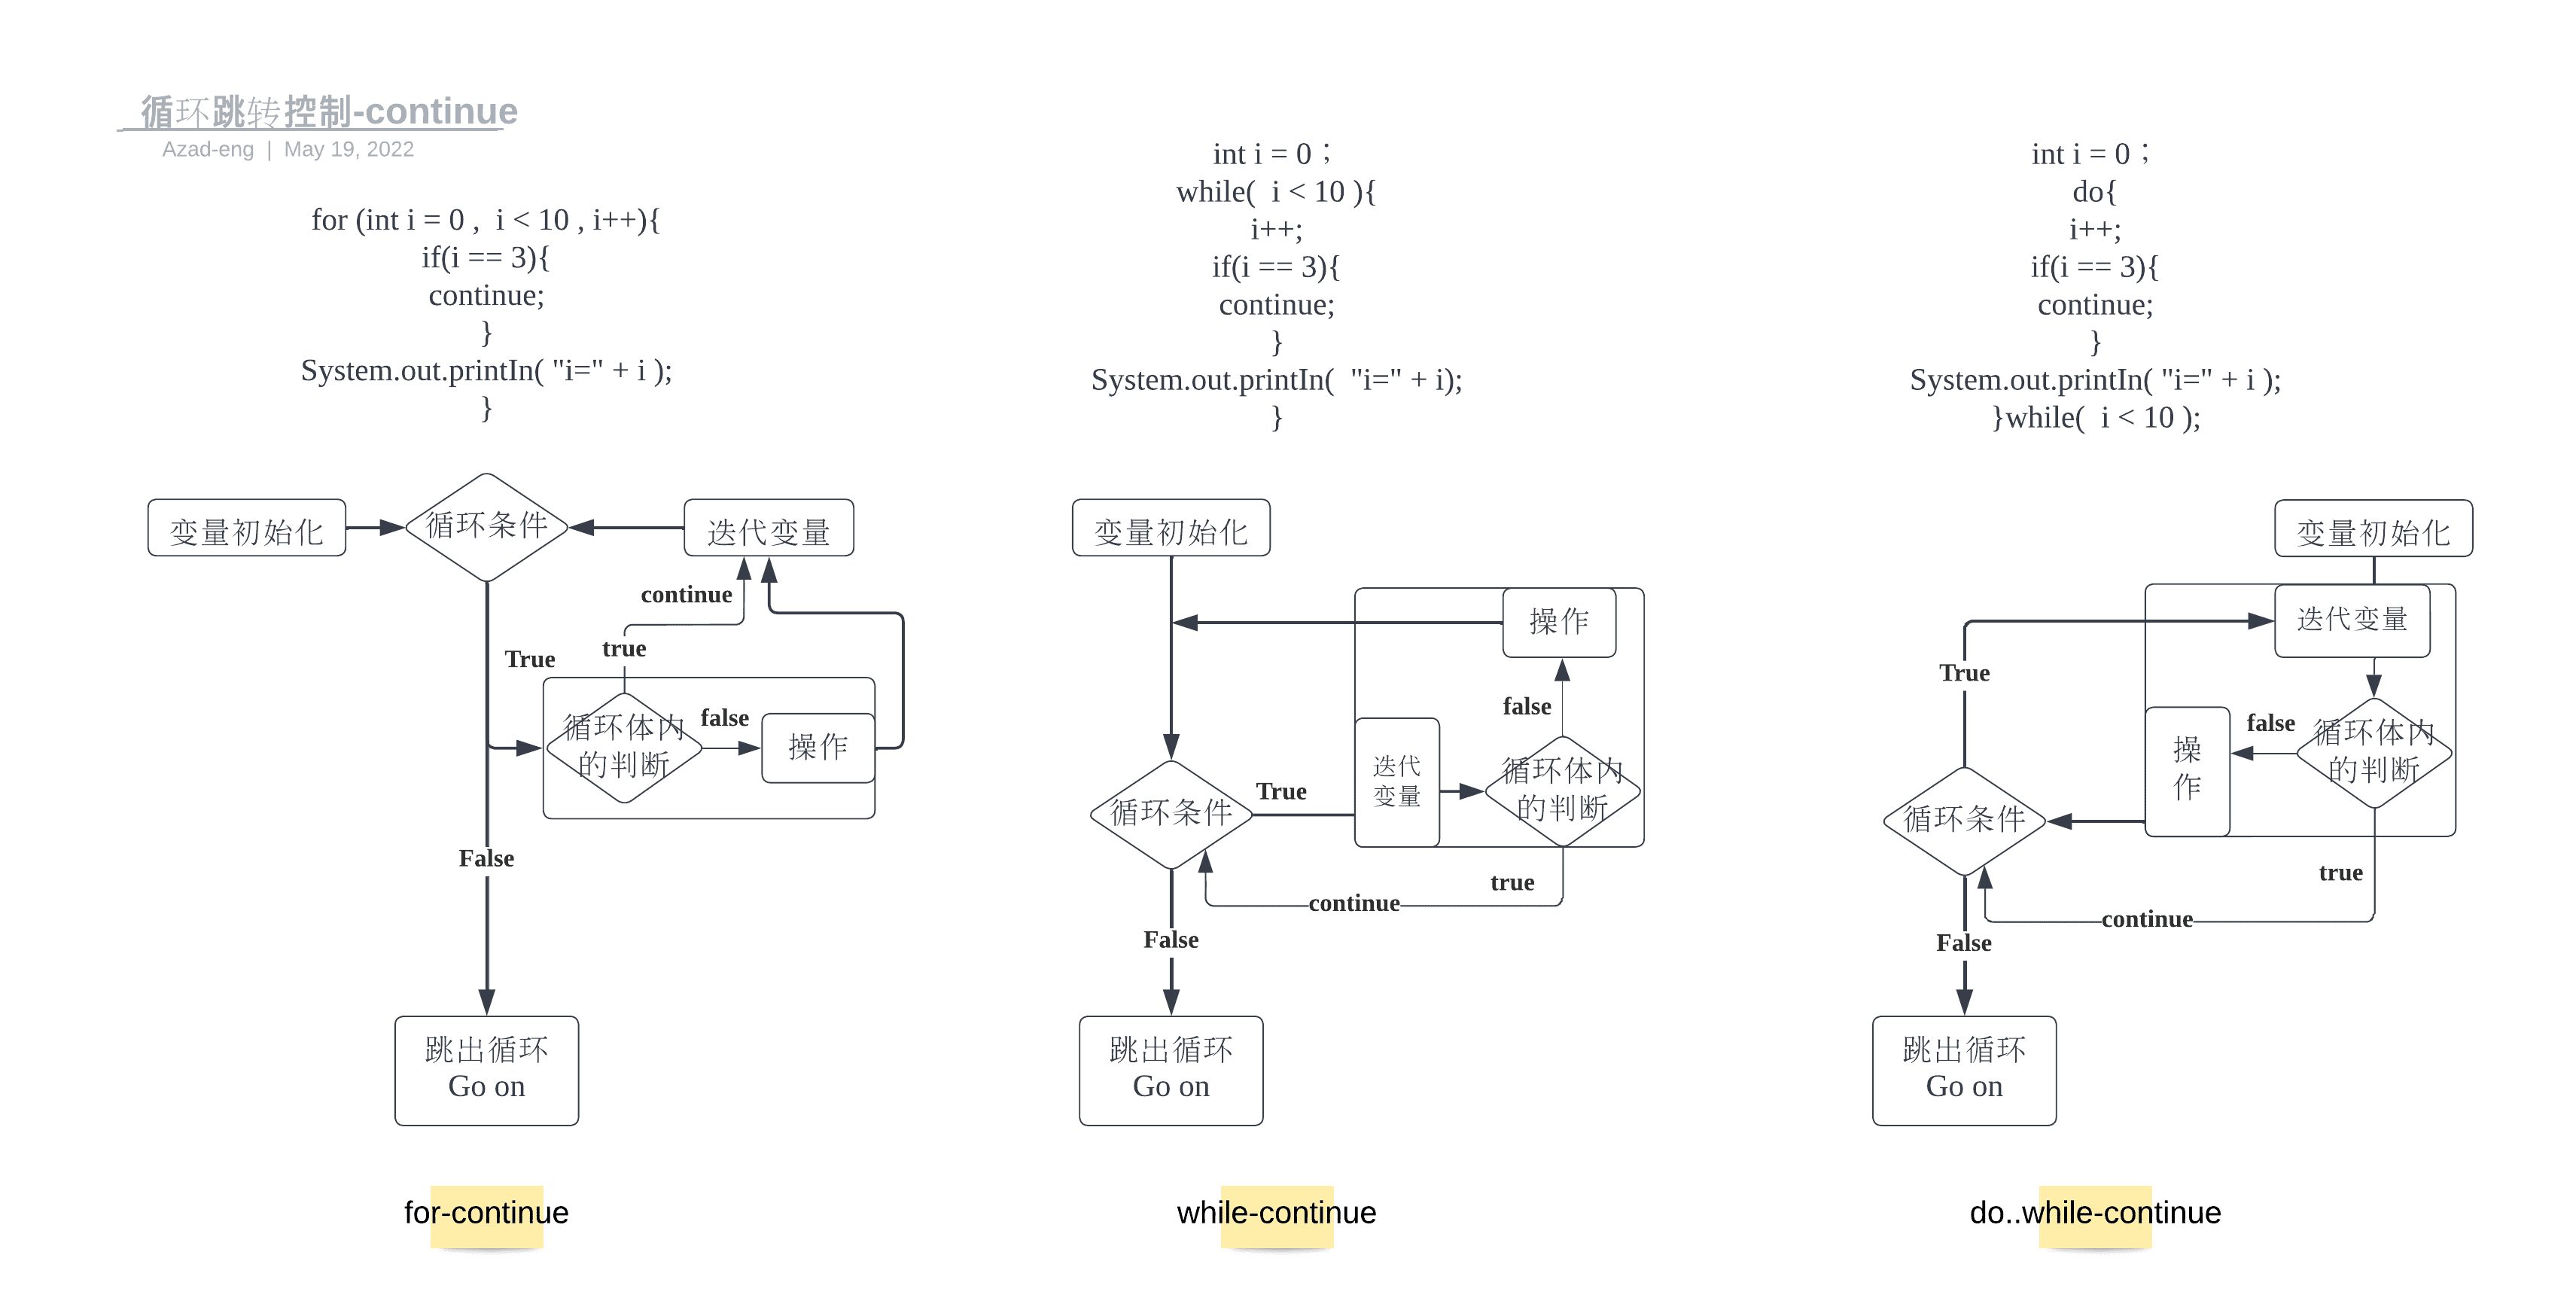 循环跳转控制-continue
Azad-eng | May 19, 2022
for (int i = 0 ,  i < 10 , i++){
if(i == 3){
continue;
}
System.out.printIn( "i=" + i );
}
变量初始化
循环条件
迭代变量
continue
true
True
循环体内
的判断
false
操作
False
跳出循环
Go on
for-continue
int i = 0；
while(  i < 10 ){
i++;
if(i == 3){
continue;
}
System.out.printIn(  "i=" + i);
}
变量初始化
操作
false
迭代
变量
循环体内
的判断
True
循环条件
true
continue
False
跳出循环
Go on
while-continue
int i = 0；
do{
i++;
if(i == 3){
continue;
}
System.out.printIn( "i=" + i );
}while(  i < 10 );
变量初始化
迭代变量
True
false
循环体内
的判断
操
作
循环条件
true
continue
False
跳出循环
Go on
do..while-continue